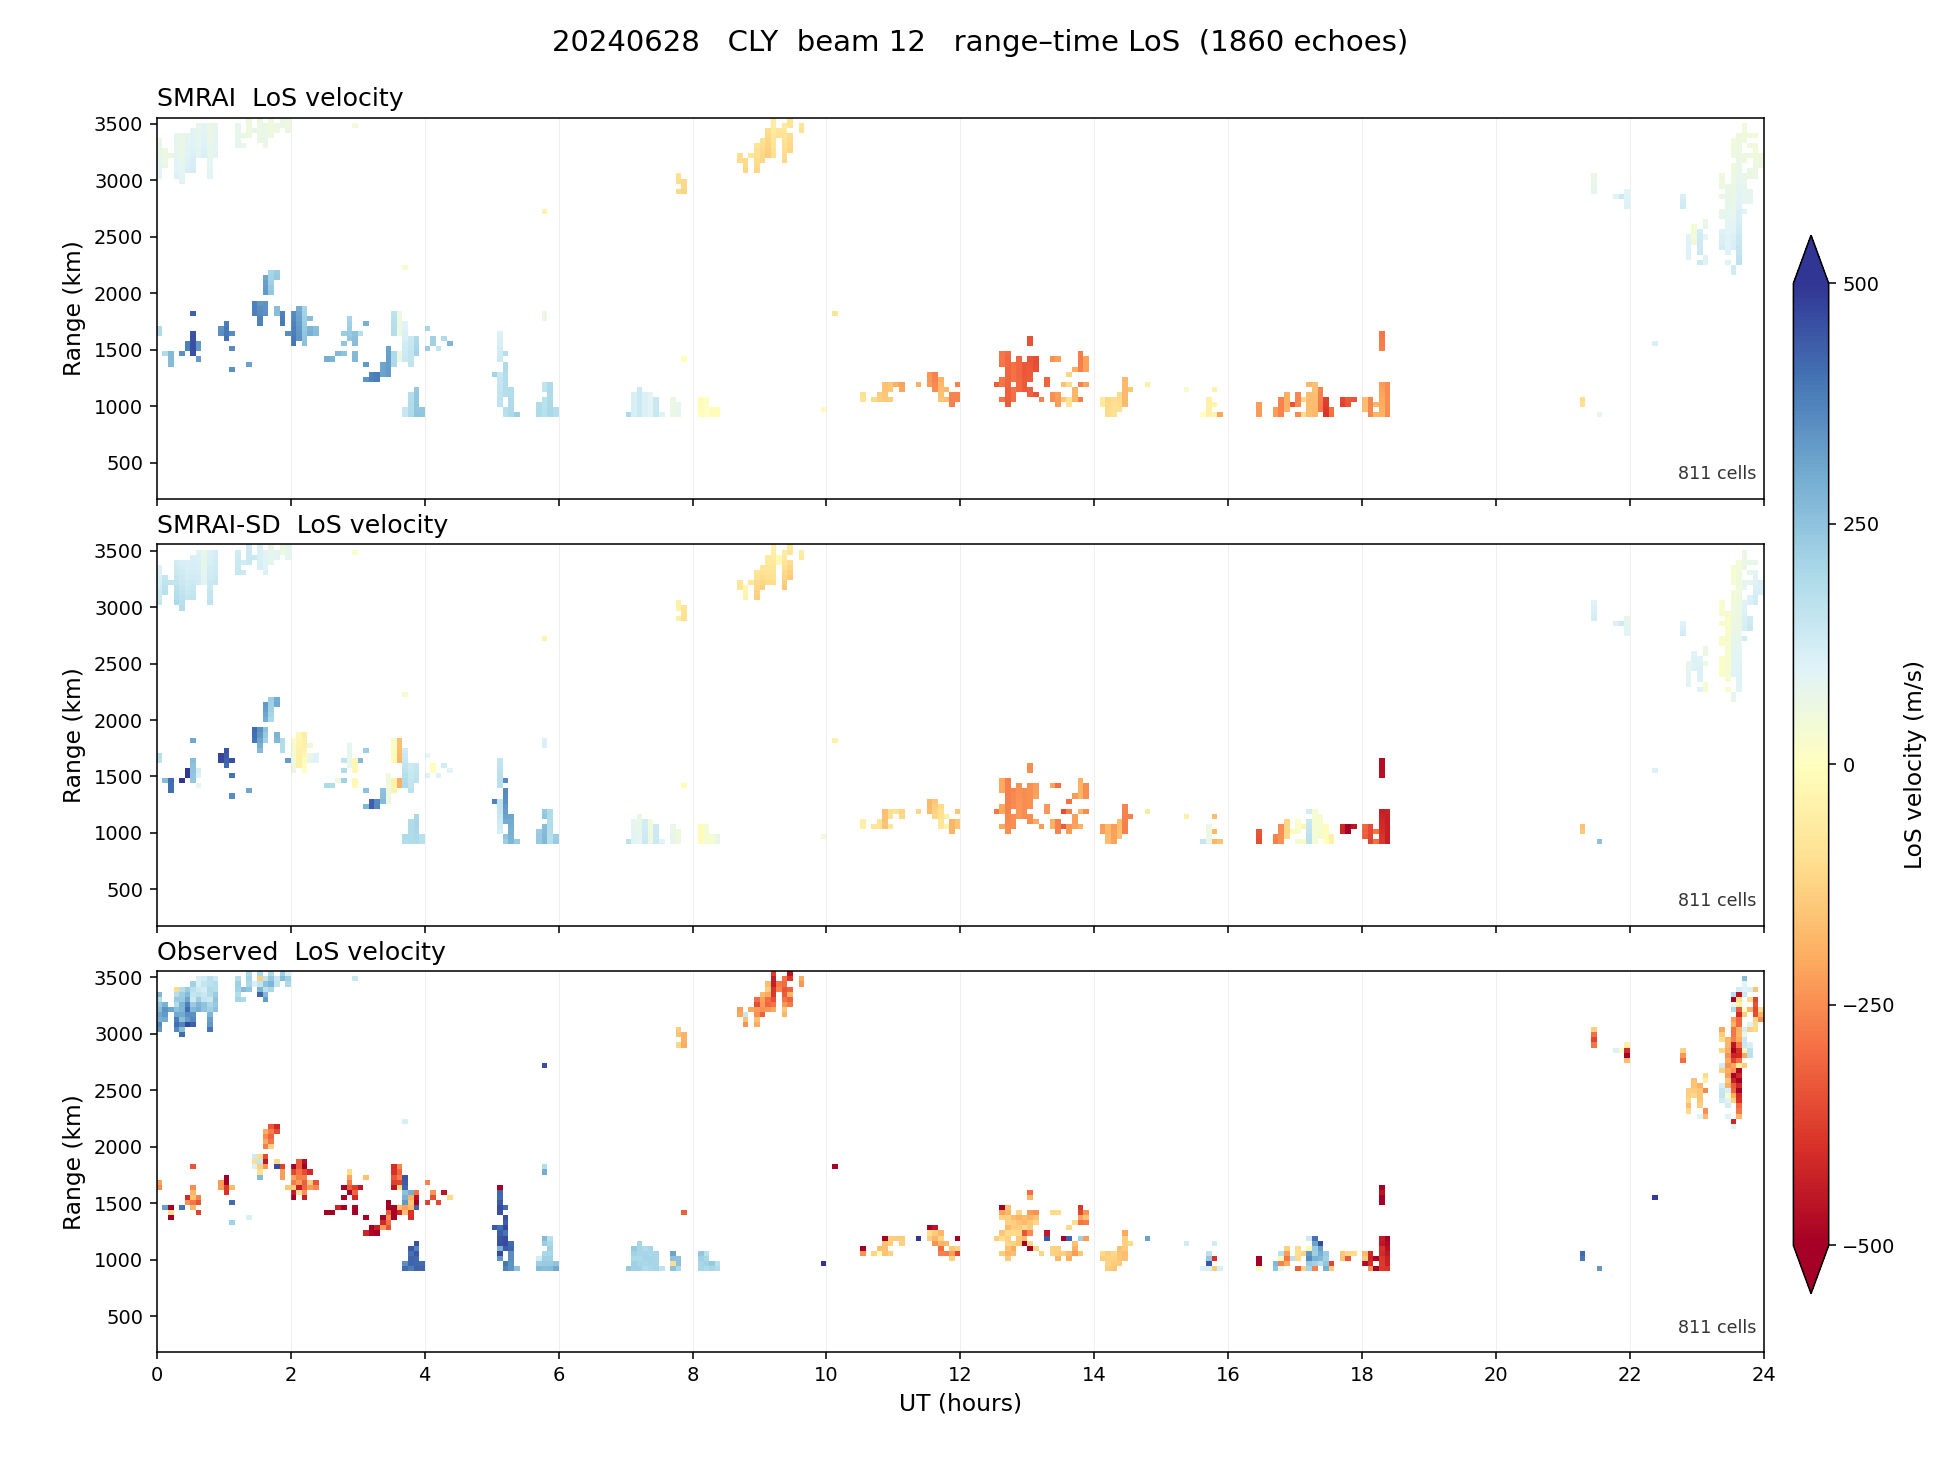 20240628   CLY  beam 12   range–time LoS  (1860 echoes)
SMRAI  LoS velocity
3500
3000
2500
2000
1500
1000
500
Range (km)
811 cells
SMRAI-SD  LoS velocity
3500
3000
2500
2000
1500
1000
500
Range (km)
811 cells
Observed  LoS velocity
3500
3000
2500
2000
1500
1000
500
Range (km)
811 cells
0 2 4 6 8 10 12 14 16 18 20 22 24
UT (hours)
500
250
0
−250
−500
LoS velocity (m/s)